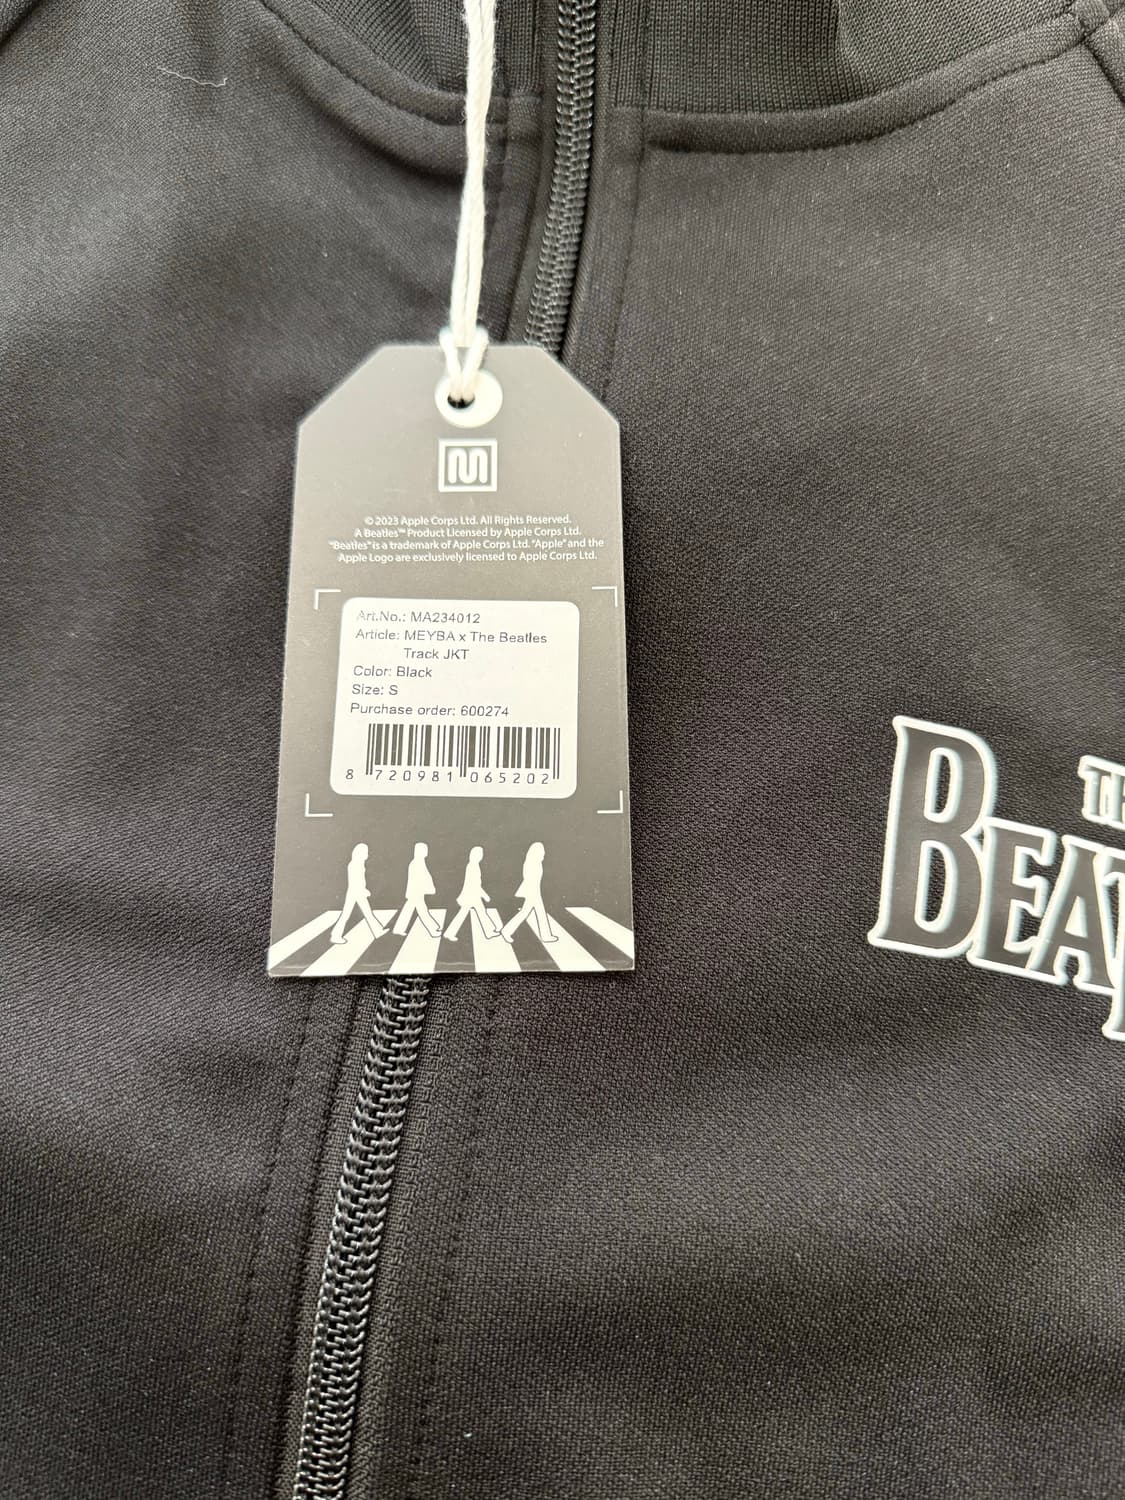 © 2023 Apple Corps Ltd. All Rights Reserved.
A Beatles™ Product Licensed by Apple Corps Ltd.
"Beatles" is a trademark of Apple Corps Ltd. "Apple" and the
Apple Logo are exclusively licensed to Apple Corps Ltd.
Art.No.: MA234012
Article: MEYBA x The Beatles
Track JKT
Color: Black
Size: S
Purchase order: 600274
8 720981 065202
TH
BEAT